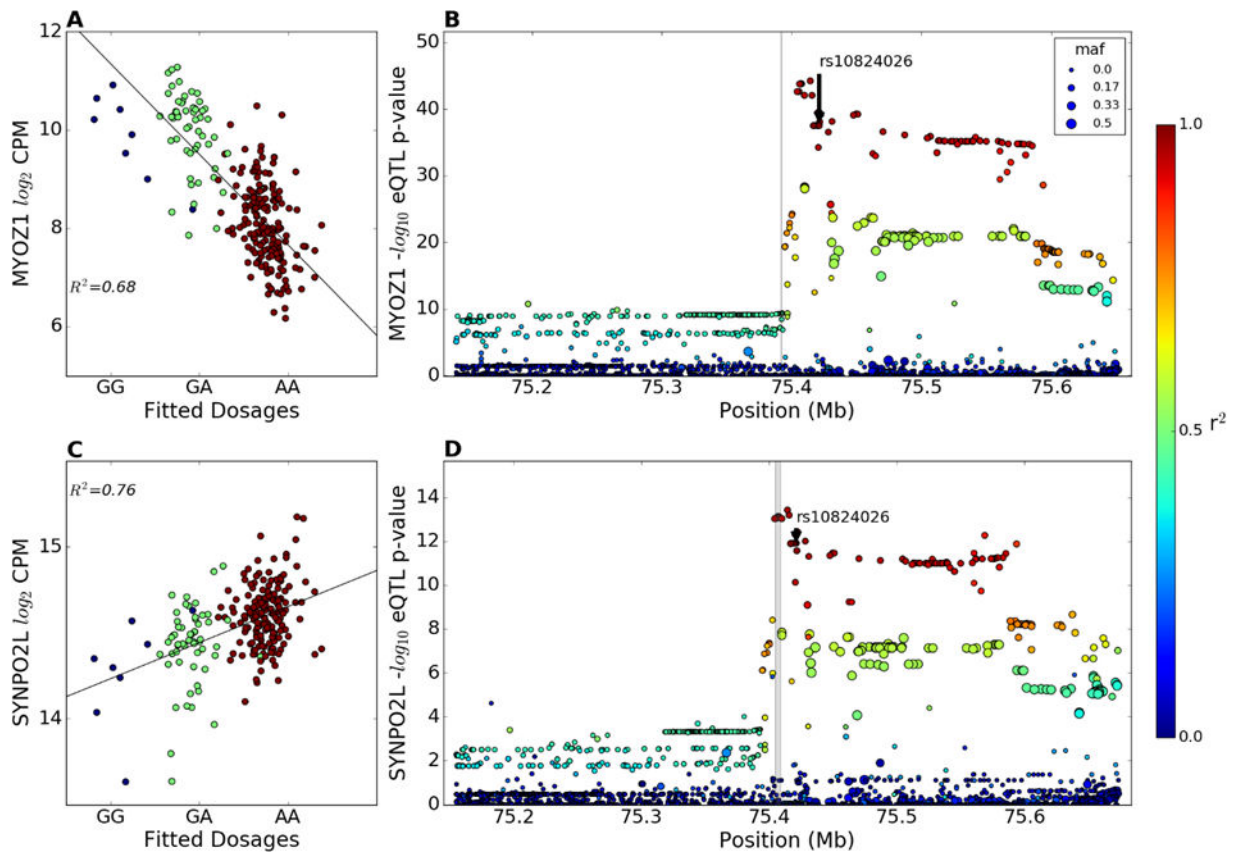 A
MYOZ1 log2 CPM
12
10
8
6
R²=0.68
GG GA AA
Fitted Dosages
B
MYOZ1 -log10 eQTL p-value
50
40
30
20
10
0
rs10824026
maf
0.0
0.17
0.33
0.5
75.2 75.3 75.4 75.5 75.6
Position (Mb)
C
SYNPO2L log2 CPM
R²=0.76
15
14
GG GA AA
Fitted Dosages
D
SYNPO2L -log10 eQTL p-value
14
12
10
8
6
4
2
0
rs10824026
75.2 75.3 75.4 75.5 75.6
Position (Mb)
1.0
0.5
r²
0.0